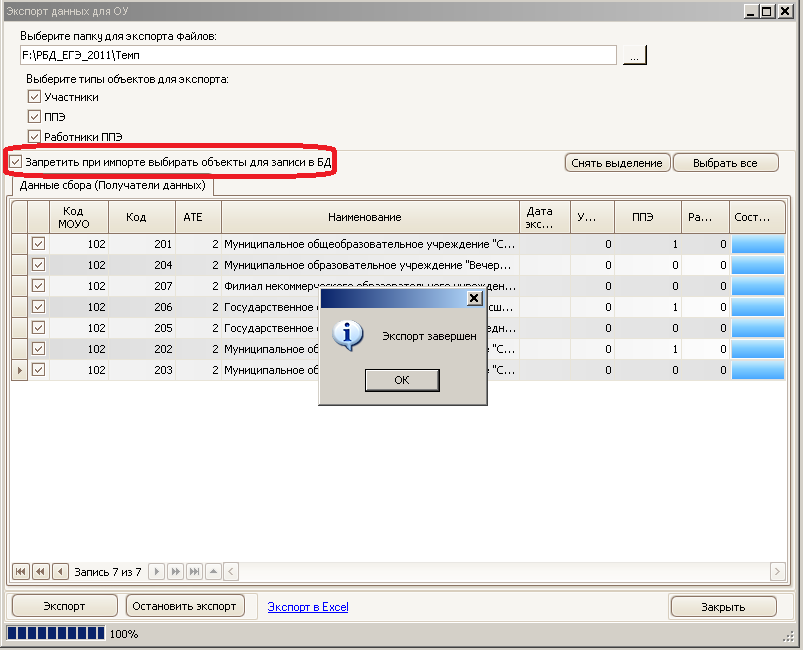 Экспорт данных для ОУ
Выберите папку для экспорта файлов:
F:\РБД_ЕГЭ_2011\Темп
...
Выберите типы объектов для экспорта:
Участники
ППЭ
Работники ППЭ
Запретить при импорте выбирать объекты для записи в БД
Снять выделение
Выбрать все
Данные сбора (Получатели данных)
Код МОУО Код АТЕ Наименование Дата экс... У... ППЭ Ра... Сост...
102 201 2 Муниципальное общеобразовательное учреждение "С... 0 1 0
102 204 2 Муниципальное образовательное учреждение "Вечер... 0 0 0
102 207 2 Филиал некоммерческого образовательного учрежден... 0 0 0
102 206 2 Государственное 0 1 0
102 205 2 Государственное 0 0 0
102 202 2 Муниципальное об "С... 0 1 0
102 203 2 Муниципальное об "С... 0 0 0
Экспорт завершен
OK
Запись 7 из 7
Экспорт
Остановить экспорт
Экспорт в Excel
Закрыть
100%